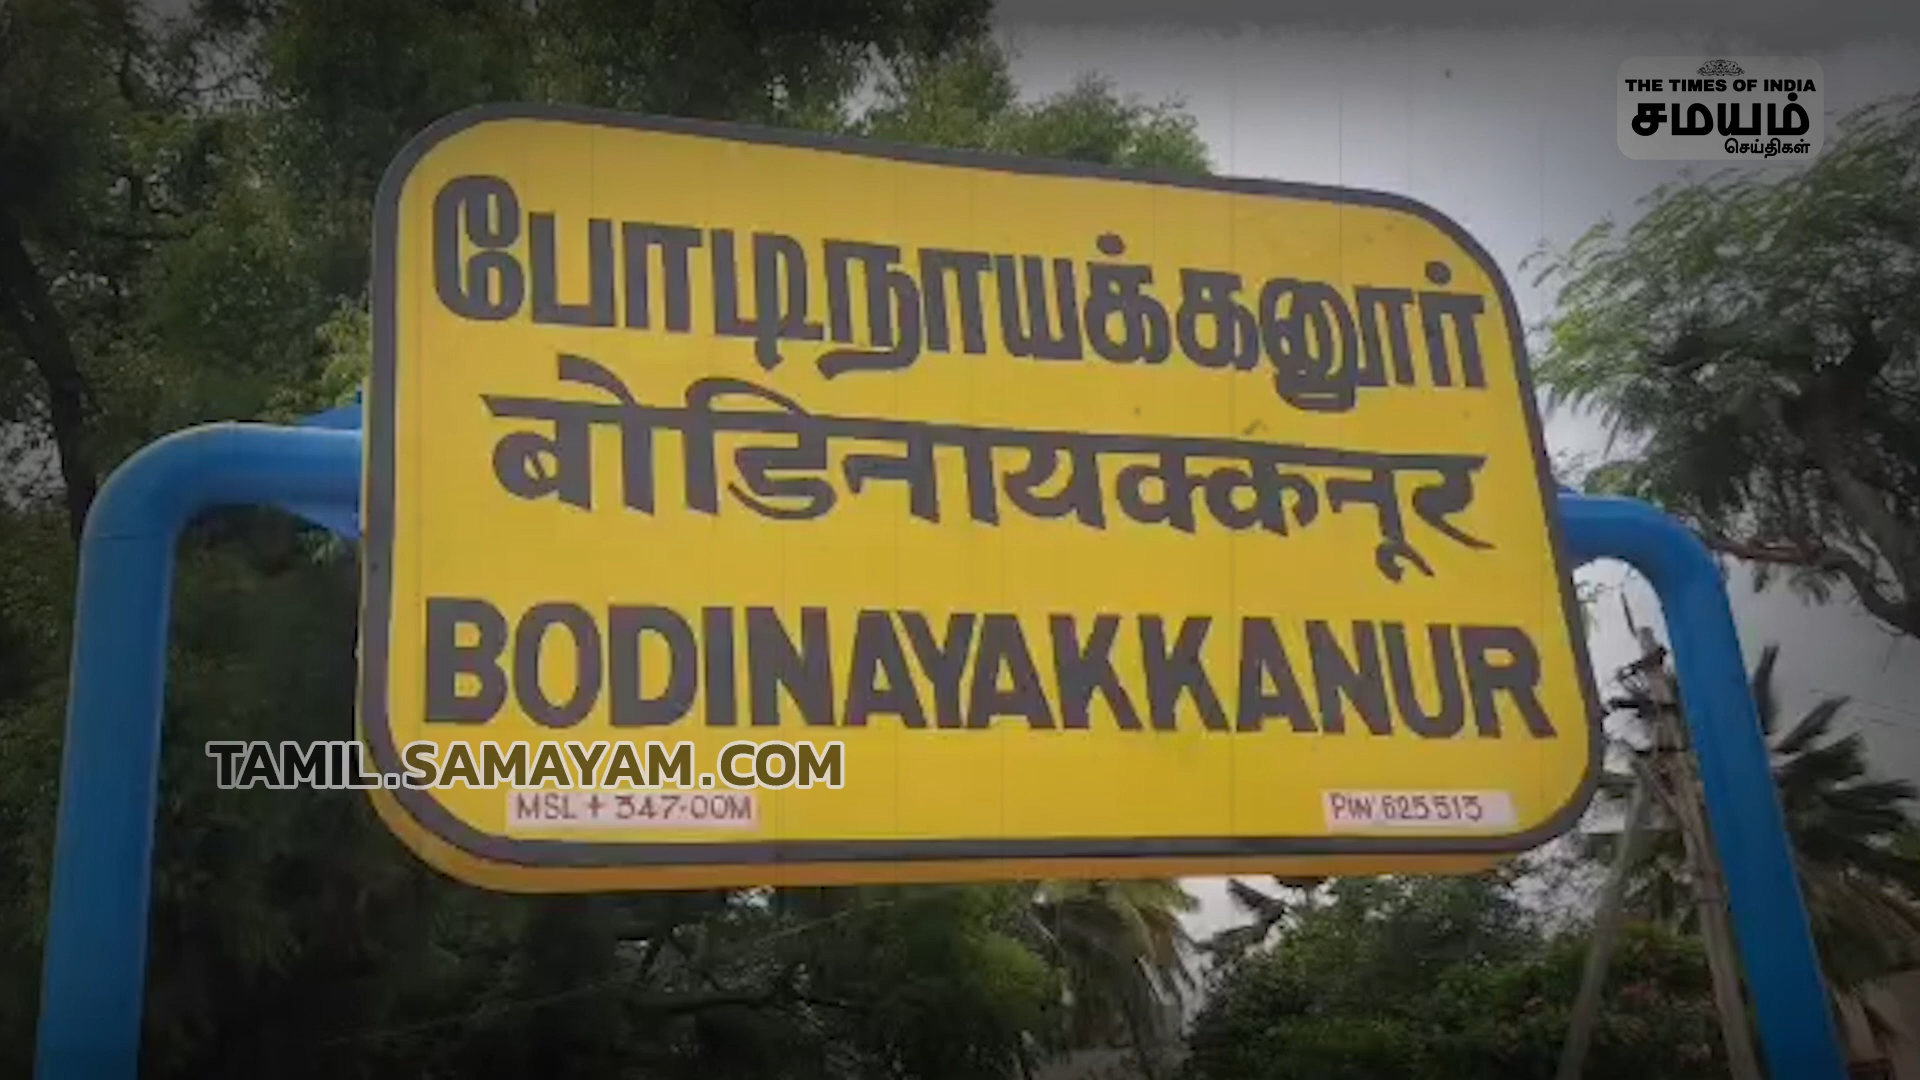 THE TIMES OF INDIA
சமயம்
செய்திகள்
போடிநாயக்கனூர்
बोडिनायक्कनूर
BODINAYAKKANUR
TAMIL.SAMAYAM.COM
MSL + 347.00M
PIN 625513